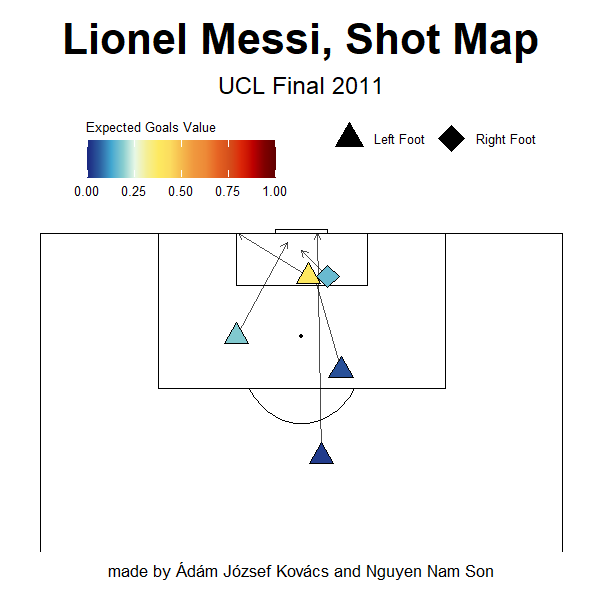 Lionel Messi, Shot Map
UCL Final 2011
Expected Goals Value
0.00 0.25 0.50 0.75 1.00
Left Foot Right Foot
made by Ádám József Kovács and Nguyen Nam Son